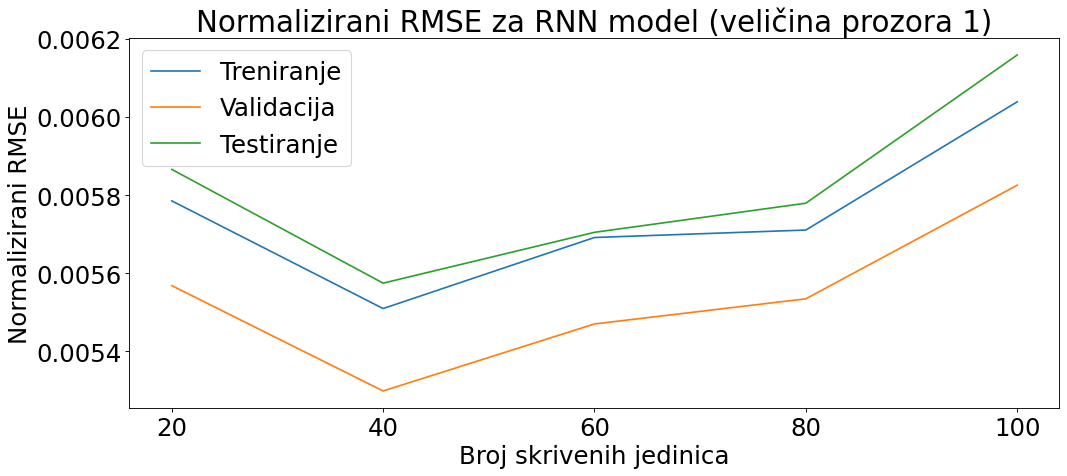 Normalizirani RMSE za RNN model (veličina prozora 1)
Normalizirani RMSE
0.0062
0.0060
0.0058
0.0056
0.0054
Treniranje
Validacija
Testiranje
20 40 60 80 100
Broj skrivenih jedinica